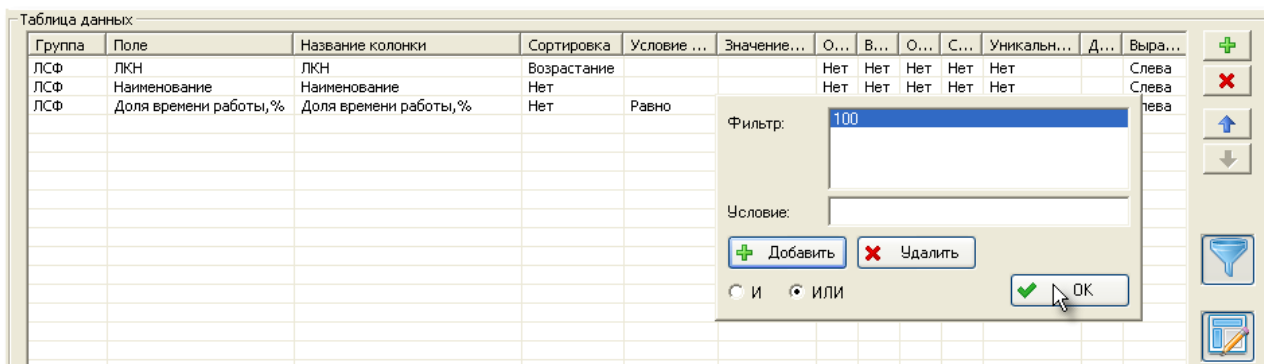 Таблица данных
Группа Поле Название колонки Сортировка Условие ... Значение... О... В... О... С... Уникальн... Д... Выра...
ЛСФ ЛКН ЛКН Возрастание Нет Нет Нет Нет Нет Слева
ЛСФ Наименование Наименование Нет Нет Нет Нет Нет Нет Слева
ЛСФ Доля времени работы,% Доля времени работы,% Нет Равно лева
Фильтр: 100
Условие:
Добавить Удалить
И ИЛИ OK